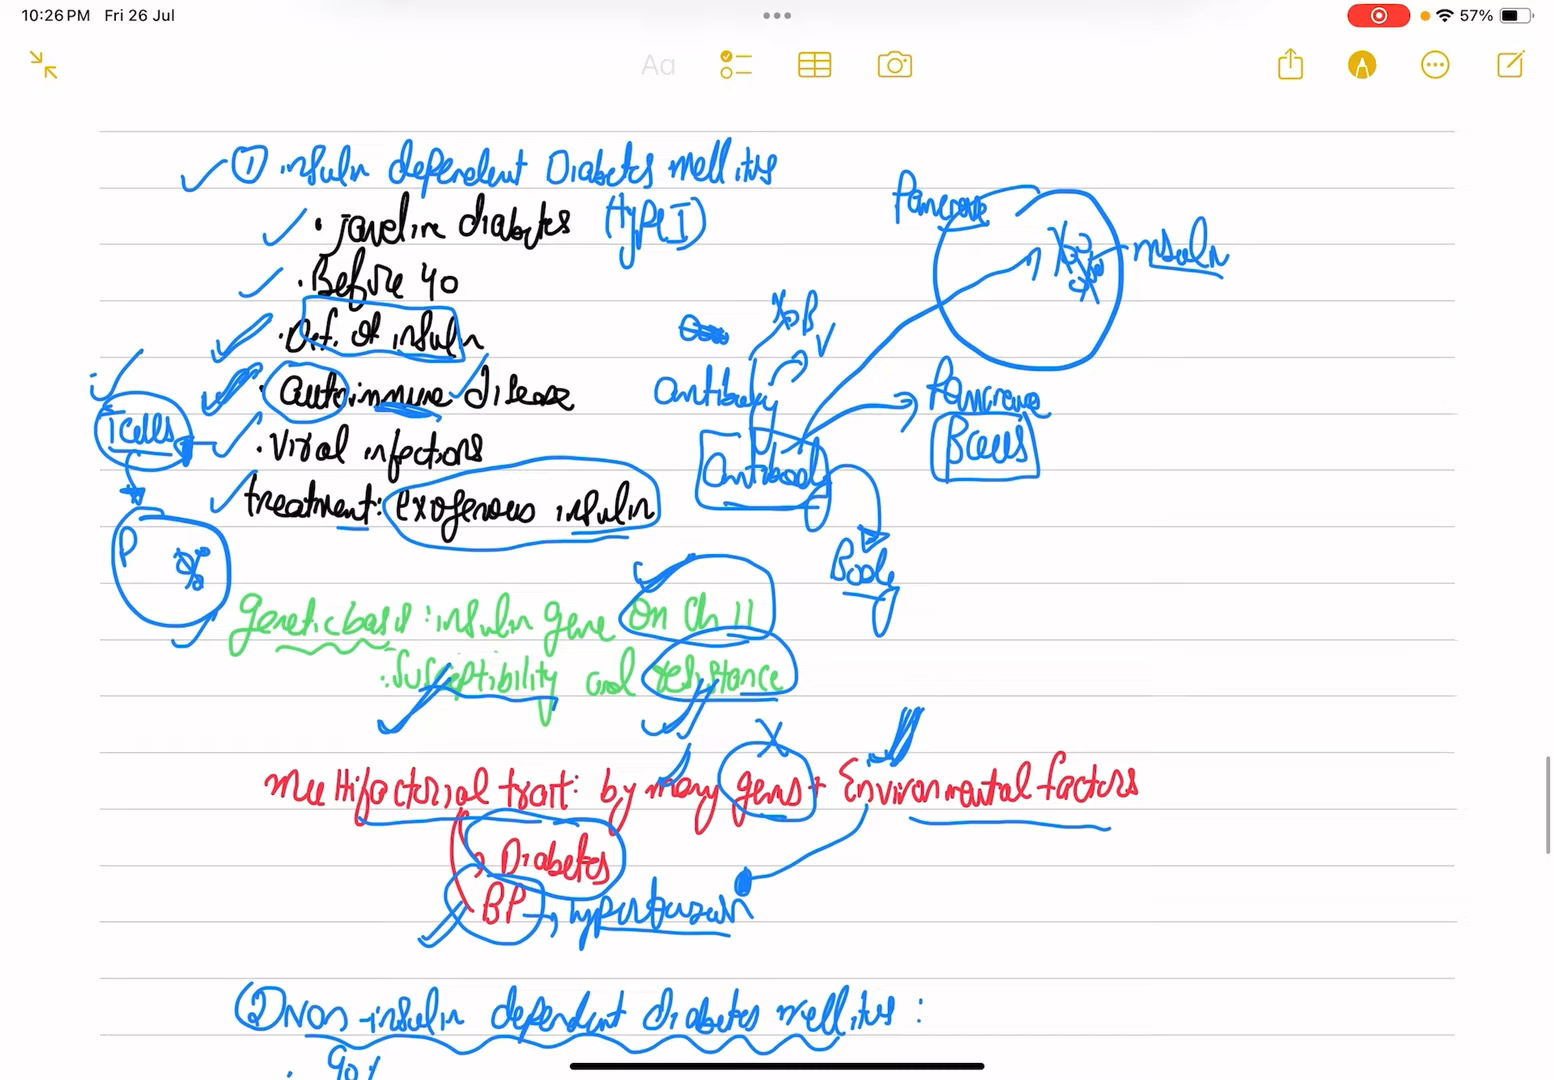 10:26 PM Fri 26 Jul
57%
Aa
① insulin dependent Diabetes mellitus
• Juveline diabetes (Type I)
• Before 40
• Def. of insulin
• autoimmune disease
• Viral infections
treatment: exogenous insulin
T cells
P
Pancreas
insulin
B
antibody
Pancreas
B cells
antibody
Body
genetic basis: insulin gene on Ch 11
• Susceptibility and resistance
Multifactorial trait: by many gens + Environmental factors
Diabetes
BP → hypertension
② Non-insulin dependent diabetes mellitus:
• 90%